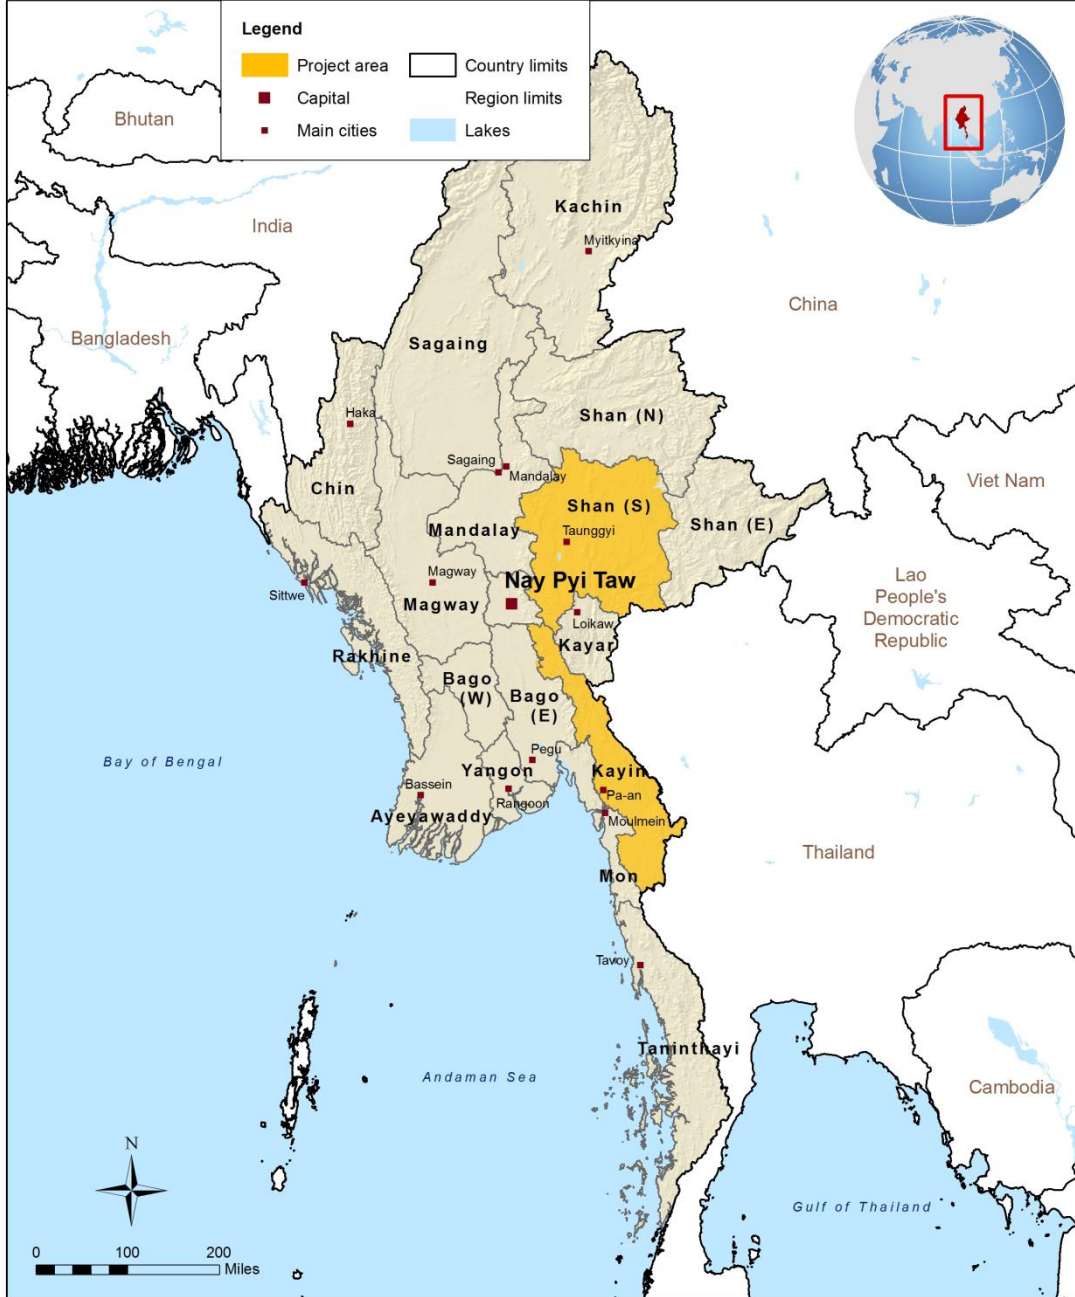 Legend
Project area
Country limits
Capital
Region limits
Main cities
Lakes
Bhutan
India
Kachin
Myitkyina
China
Bangladesh
Sagaing
Haka
Shan (N)
Sagaing
Mandalay
Chin
Viet Nam
Shan (S)
Shan (E)
Mandalay
Taunggyi
Magway
Nay Pyi Taw
Lao
People's
Democratic
Republic
Sittwe
Magway
Loikaw
Kayar
Rakhine
Bago
(W)
Bago
(E)
Pegu
Bay of Bengal
Yangon
Kayin
Bassein
Rangoon
Pa-an
Ayeyawaddy
Moulmein
Thailand
Mon
Tavoy
Taninthayi
Andaman Sea
Cambodia
N
Gulf of Thailand
0 100 200
Miles